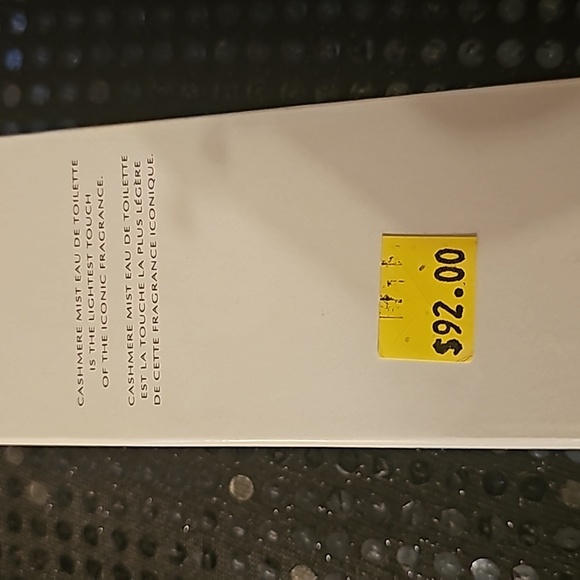 CASHMERE MIST EAU DE TOILETTE
IS THE LIGHTEST TOUCH
OF THE ICONIC FRAGRANCE.
CASHMERE MIST EAU DE TOILETTE
EST LA TOUCHE LA PLUS LÉGÈRE
DE CETTE FRAGRANCE ICONIQUE.
$92.00